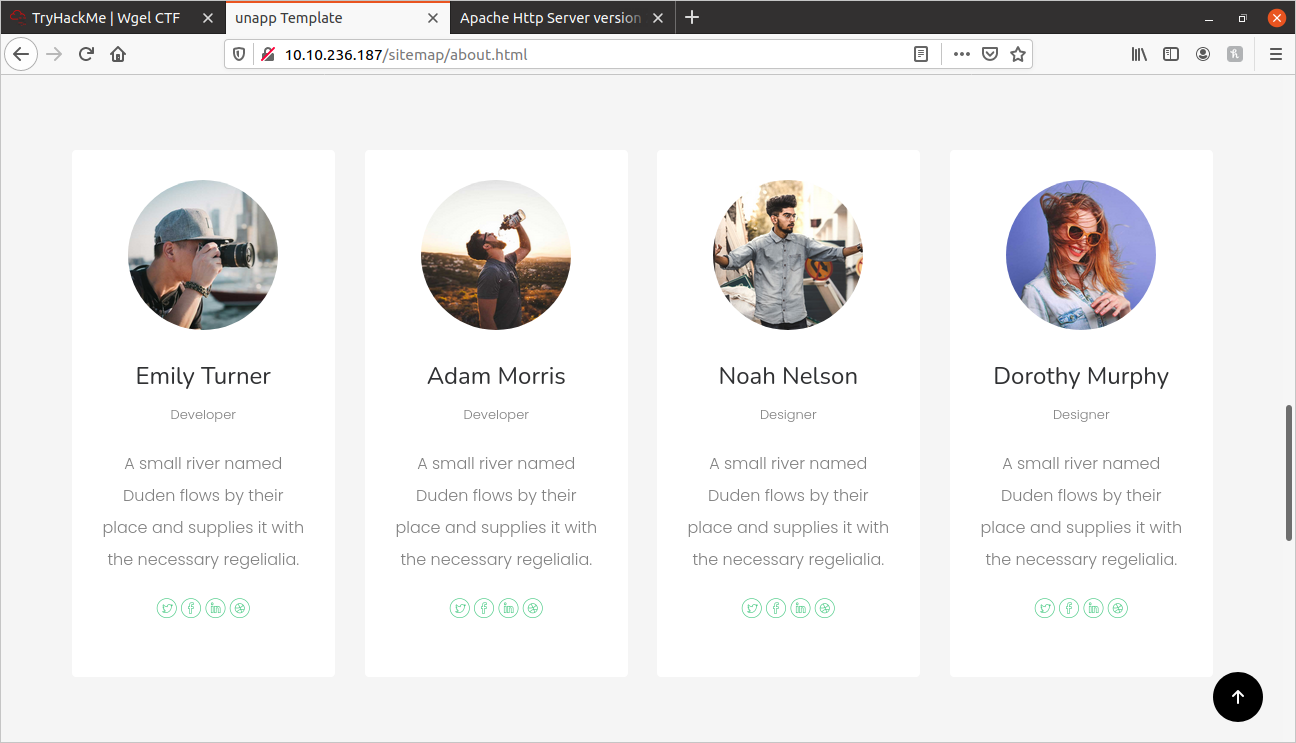 TryHackMe | Wgel CTF
unapp Template
Apache Http Server version
10.10.236.187/sitemap/about.html
Emily Turner
Developer
A small river named
Duden flows by their
place and supplies it with
the necessary regelialia.
Adam Morris
Developer
A small river named
Duden flows by their
place and supplies it with
the necessary regelialia.
Noah Nelson
Designer
A small river named
Duden flows by their
place and supplies it with
the necessary regelialia.
Dorothy Murphy
Designer
A small river named
Duden flows by their
place and supplies it with
the necessary regelialia.